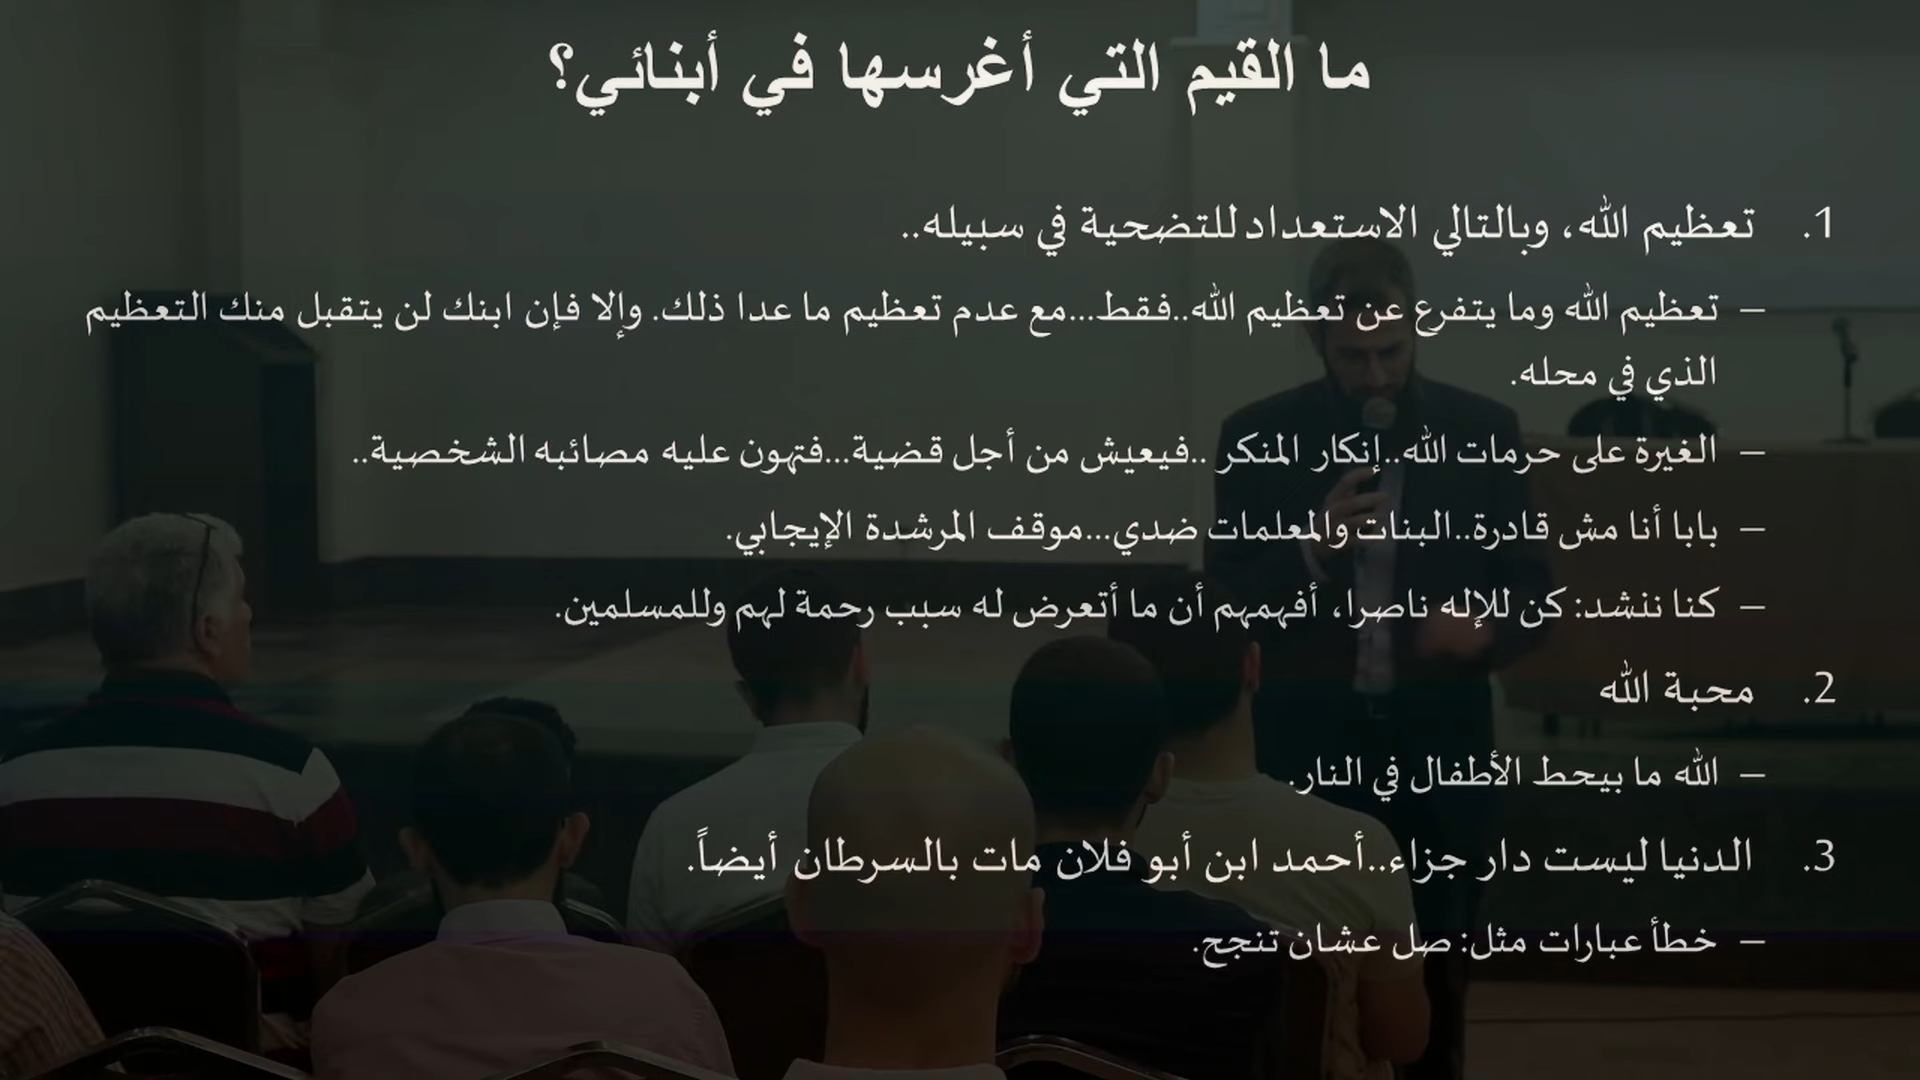 ما القيم التي أغرسها في أبنائي؟
1. تعظيم الله، وبالتالي الاستعداد للتضحية في سبيله..
– تعظيم الله وما يتفرع عن تعظيم الله..فقط...مع عدم تعظيم ما عدا ذلك. وإلا فإن ابنك لن يتقبل منك التعظيم
الذي في محله.
– الغيرة على حرمات الله..إنكار المنكر ..فيعيش من أجل قضية...فتهون عليه مصائبه الشخصية..
– بابا أنا مش قادرة..البنات والمعلمات ضدي...موقف المرشدة الإيجابي.
– كنا ننشد: كن للإله ناصرا، أفهمهم أن ما أتعرض له سبب رحمة لهم وللمسلمين.
2. محبة الله
– الله ما بيحط الأطفال في النار.
3. الدنيا ليست دار جزاء..أحمد ابن أبو فلان مات بالسرطان أيضاً.
– خطأ عبارات مثل: صل عشان تنجح.